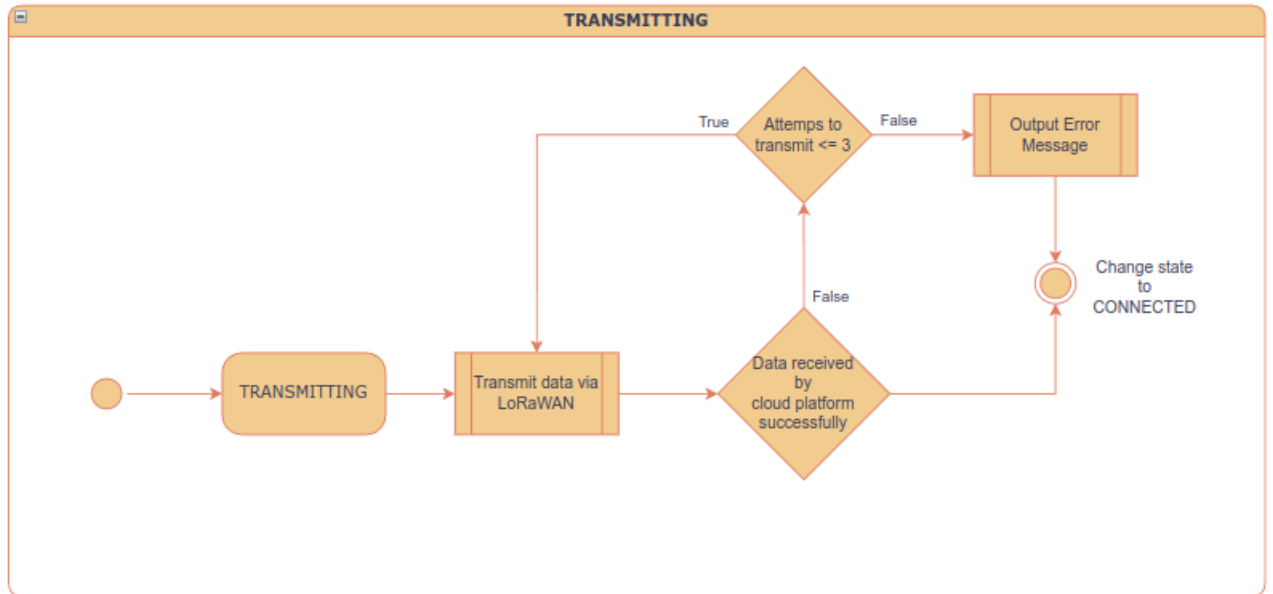 TRANSMITTING
True
Attemps to
transmit <= 3
False
Output Error
Message
Change state
to
CONNECTED
False
TRANSMITTING
Transmit data via
LoRaWAN
Data received
by
cloud platform
successfully